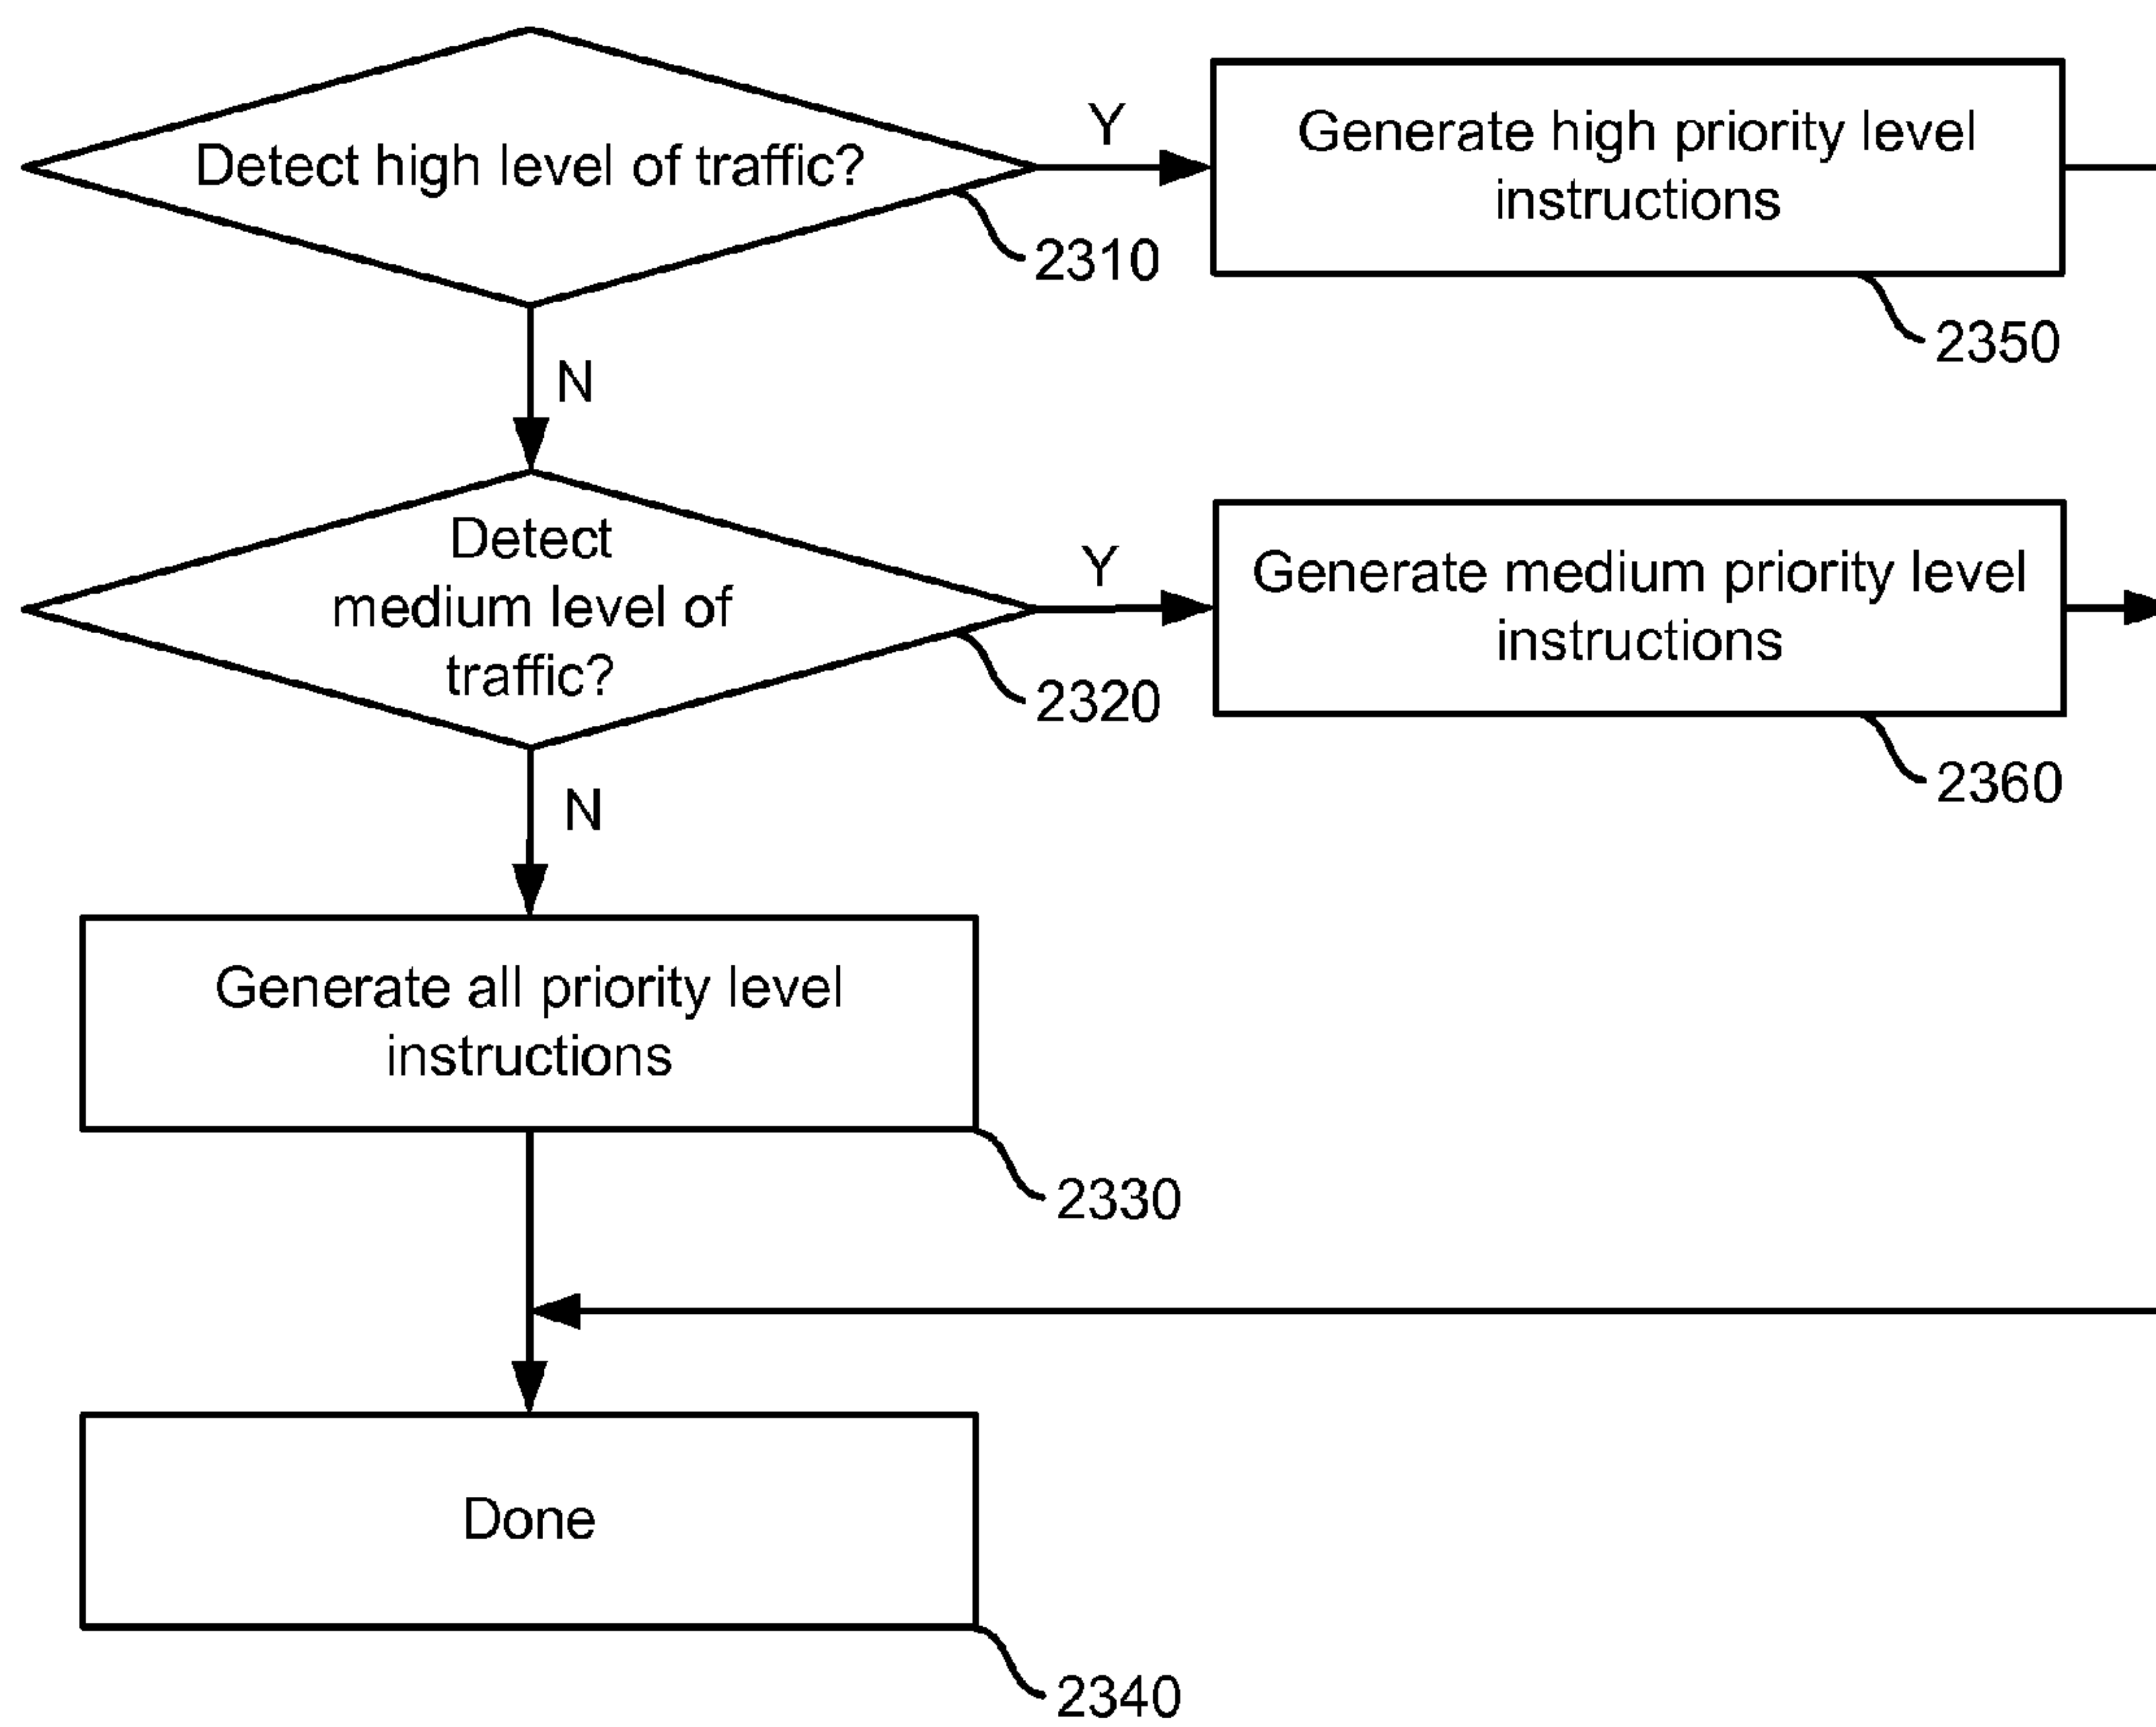 Detect high level of traffic?
Y
Generate high priority level
instructions
2310
2350
N
Detect
medium level of
traffic?
Y
Generate medium priority level
instructions
2320
2360
N
Generate all priority level
instructions
2330
Done
2340